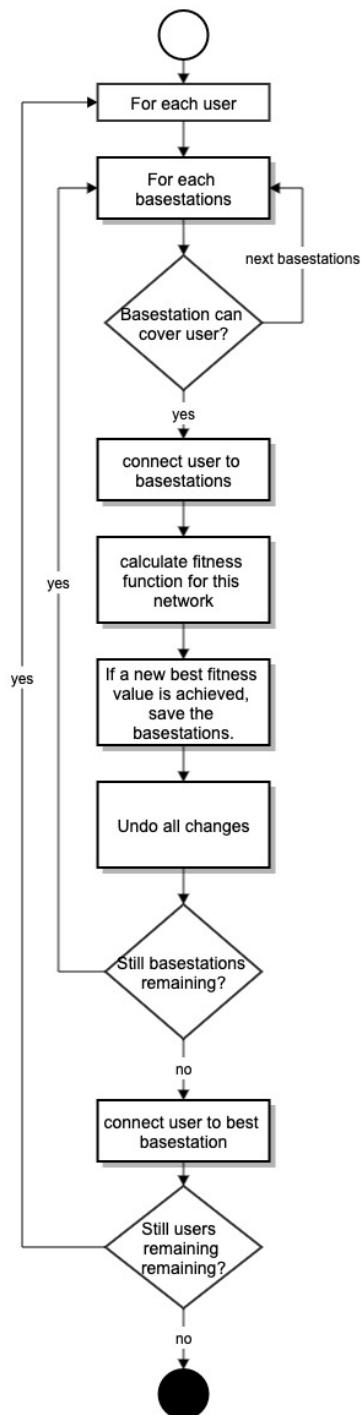 For each user
For each
basestations
next basestations
Basestation can
cover user?
yes
connect user to
basestations
calculate fitness
function for this
network
yes
If a new best fitness
value is achieved,
save the
basestations.
yes
Undo all changes
Still basestations
remaining?
no
connect user to best
basestation
Still users
remaining
remaining?
no